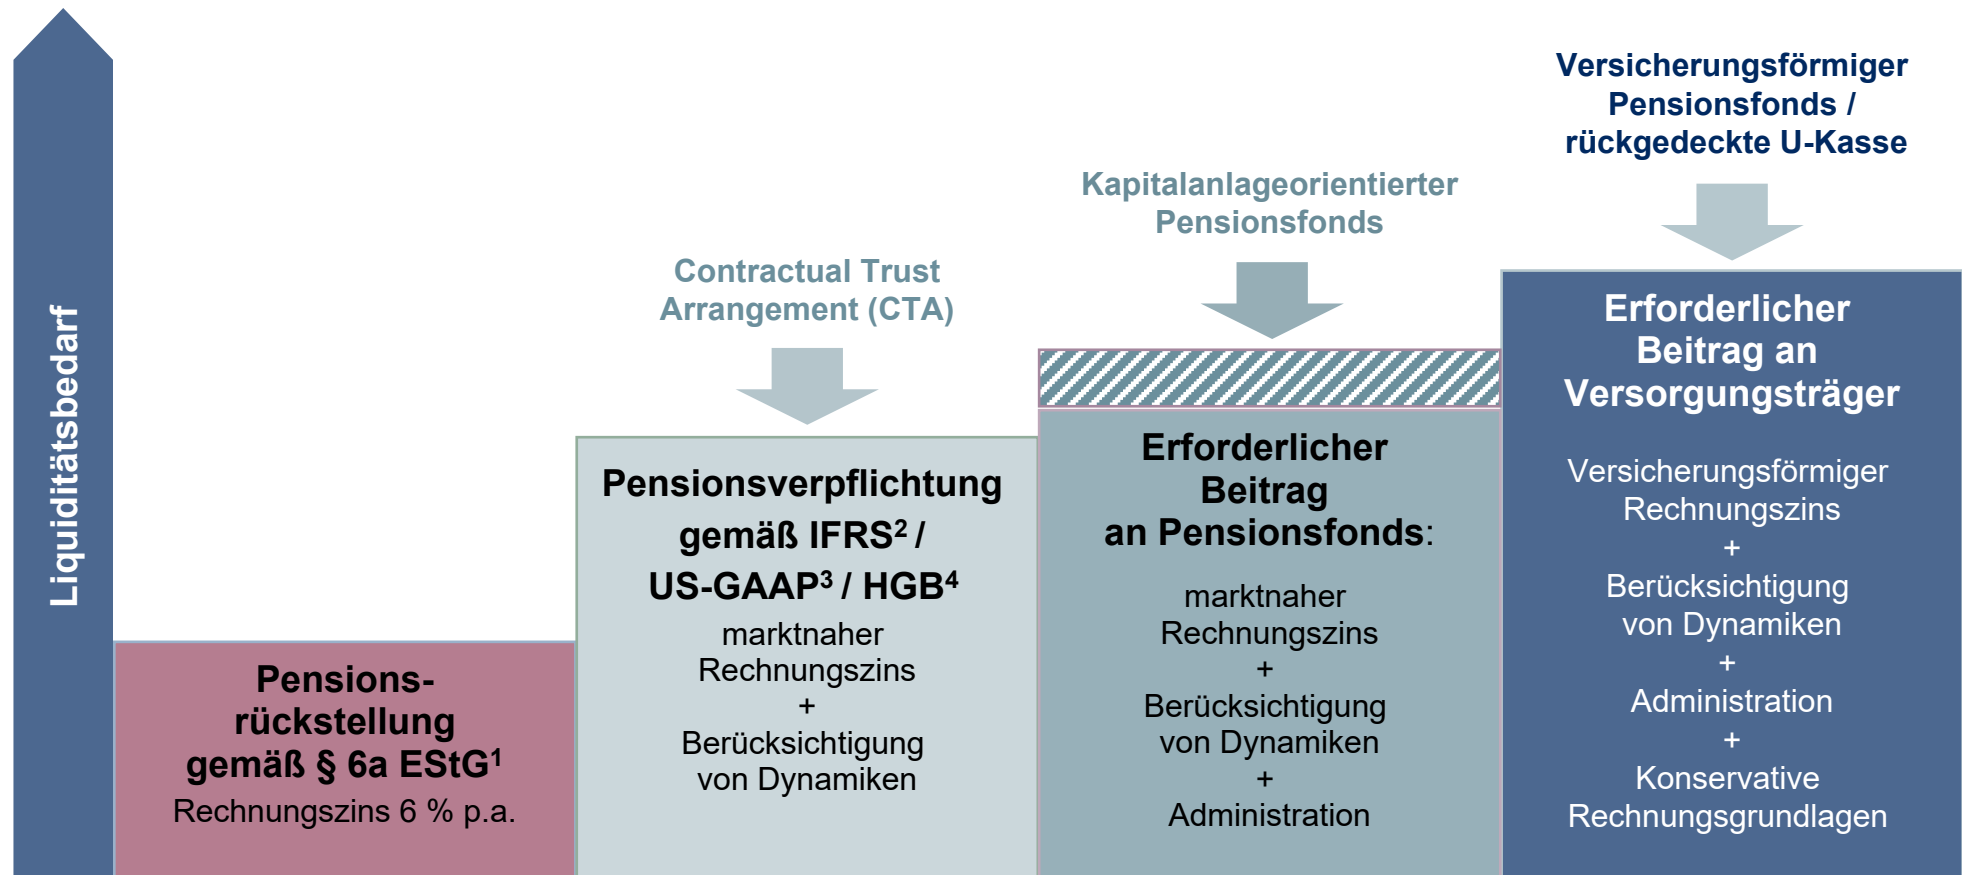 Liquiditätsbedarf
Pensions-
rückstellung
gemäß § 6a EStG¹
Rechnungszins 6 % p.a.
Contractual Trust
Arrangement (CTA)
Pensionsverpflichtung
gemäß IFRS² /
US-GAAP³ / HGB⁴
marktnaher
Rechnungszins
+
Berücksichtigung
von Dynamiken
Kapitalanlageorientierter
Pensionsfonds
Erforderlicher
Beitrag
an Pensionsfonds:
marktnaher
Rechnungszins
+
Berücksichtigung
von Dynamiken
+
Administration
Versicherungsförmiger
Pensionsfonds /
rückgedeckte U-Kasse
Erforderlicher
Beitrag an
Versorgungsträger
Versicherungsförmiger
Rechnungszins
+
Berücksichtigung
von Dynamiken
+
Administration
+
Konservative
Rechnungsgrundlagen